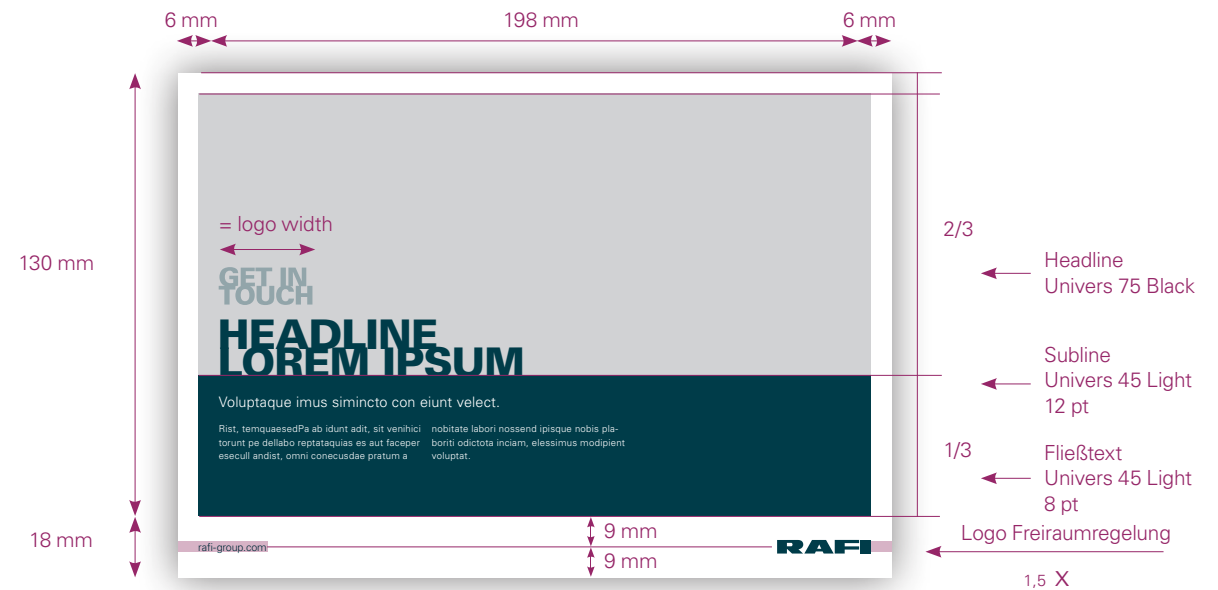 6 mm
198 mm
6 mm
= logo width
2/3
130 mm
GET IN
TOUCH
Headline
Univers 75 Black
HEADLINE
LOREM IPSUM
Subline
Univers 45 Light
12 pt
Voluptaque imus simincto con eiunt velect.
Rist, temquaesedPa ab idunt adit, sit venihici
torunt pe dellabo reptataquias es aut faceper
esecull andist, omni conecusdae pratum a
nobitate labori nossend ipisque nobis pla-
boriti odictota inciam, elessimus modipient
voluptat.
1/3
Fließtext
Univers 45 Light
8 pt
18 mm
9 mm
Logo Freiraumregelung
rafi-group.com
RAFI
9 mm
1,5 X